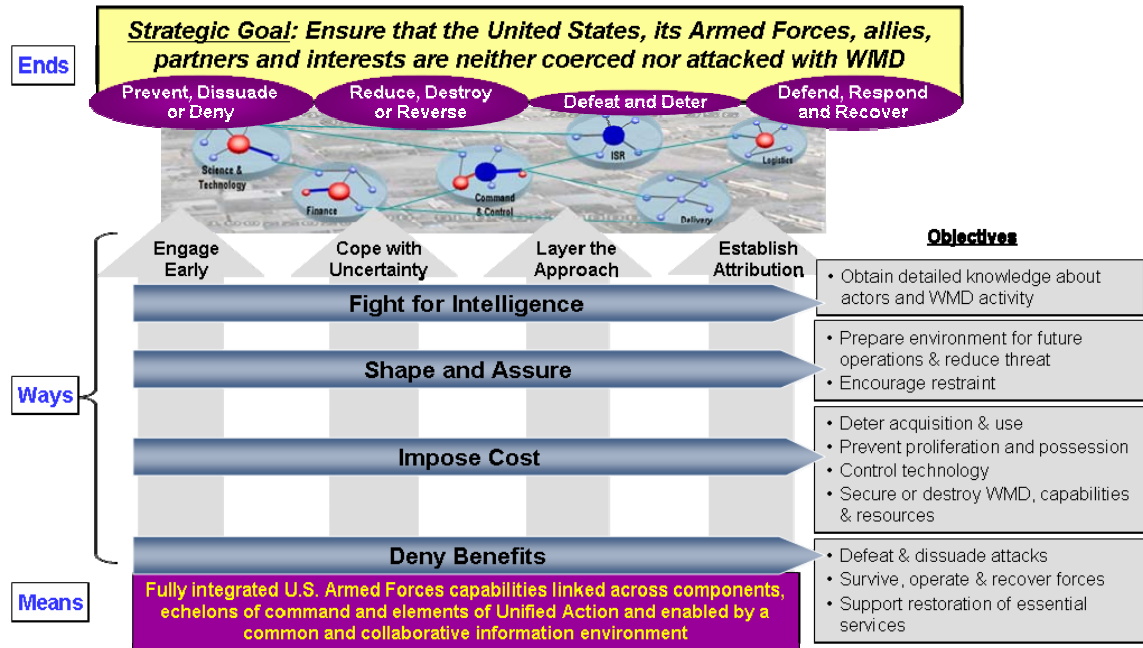 Ends
Strategic Goal: Ensure that the United States, its Armed Forces, allies,
partners and interests are neither coerced nor attacked with WMD
Prevent, Dissuade
or Deny
Reduce, Destroy
or Reverse
Defeat and Deter
Defend, Respond
and Recover
Science &
Technology
Finance
Command
& Control
ISR
Delivery
Logistics
Ways
Engage
Early
Cope with
Uncertainty
Layer the
Approach
Establish
Attribution
Objectives
Fight for Intelligence
• Obtain detailed knowledge about
actors and WMD activity
Shape and Assure
• Prepare environment for future
operations & reduce threat
• Encourage restraint
Impose Cost
• Deter acquisition & use
• Prevent proliferation and possession
• Control technology
• Secure or destroy WMD, capabilities
& resources
Deny Benefits
• Defeat & dissuade attacks
• Survive, operate & recover forces
• Support restoration of essential
services
Means
Fully integrated U.S. Armed Forces capabilities linked across components,
echelons of command and elements of Unified Action and enabled by a
common and collaborative information environment